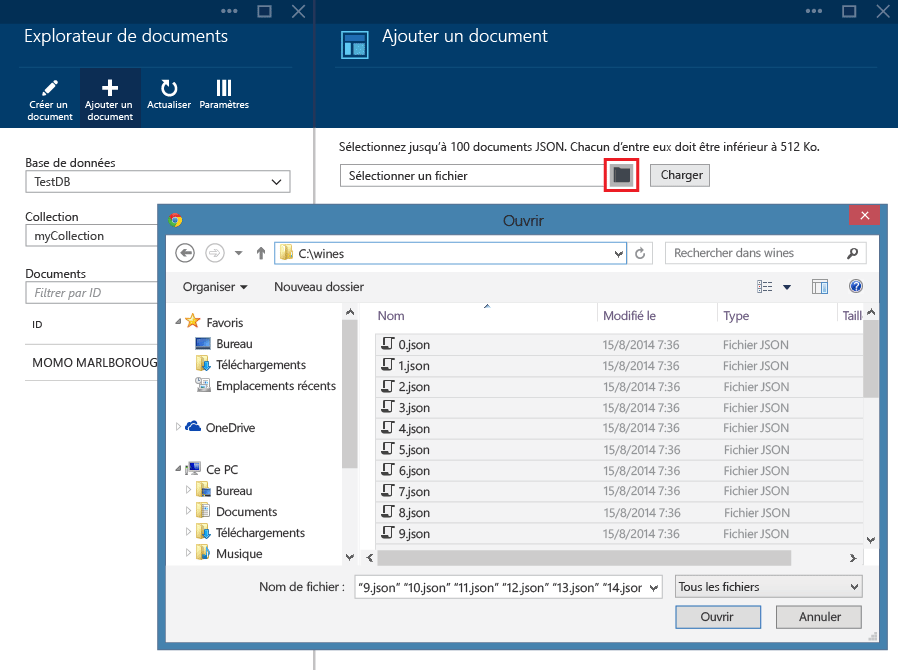 Explorateur de documents
Créer un document
Ajouter un document
Actualiser
Paramètres
Base de données
TestDB
Collection
myCollection
Documents
Filtrer par ID
ID
MOMO MARLBOROUG
Ajouter un document
Sélectionnez jusqu'à 100 documents JSON. Chacun d'entre eux doit être inférieur à 512 Ko.
Sélectionner un fichier
Charger
Ouvrir
C:\wines
Rechercher dans wines
Organiser
Nouveau dossier
Favoris
Bureau
Téléchargements
Emplacements récents
OneDrive
Ce PC
Bureau
Documents
Téléchargements
Musique
Nom Modifié le Type Taill
0.json 15/8/2014 7:36 Fichier JSON
1.json 15/8/2014 7:36 Fichier JSON
2.json 15/8/2014 7:36 Fichier JSON
3.json 15/8/2014 7:36 Fichier JSON
4.json 15/8/2014 7:36 Fichier JSON
5.json 15/8/2014 7:36 Fichier JSON
6.json 15/8/2014 7:36 Fichier JSON
7.json 15/8/2014 7:36 Fichier JSON
8.json 15/8/2014 7:36 Fichier JSON
9.json 15/8/2014 7:36 Fichier JSON
Nom de fichier :
"9.json" "10.json" "11.json" "12.json" "13.json" "14.jsor
Tous les fichiers
Ouvrir
Annuler